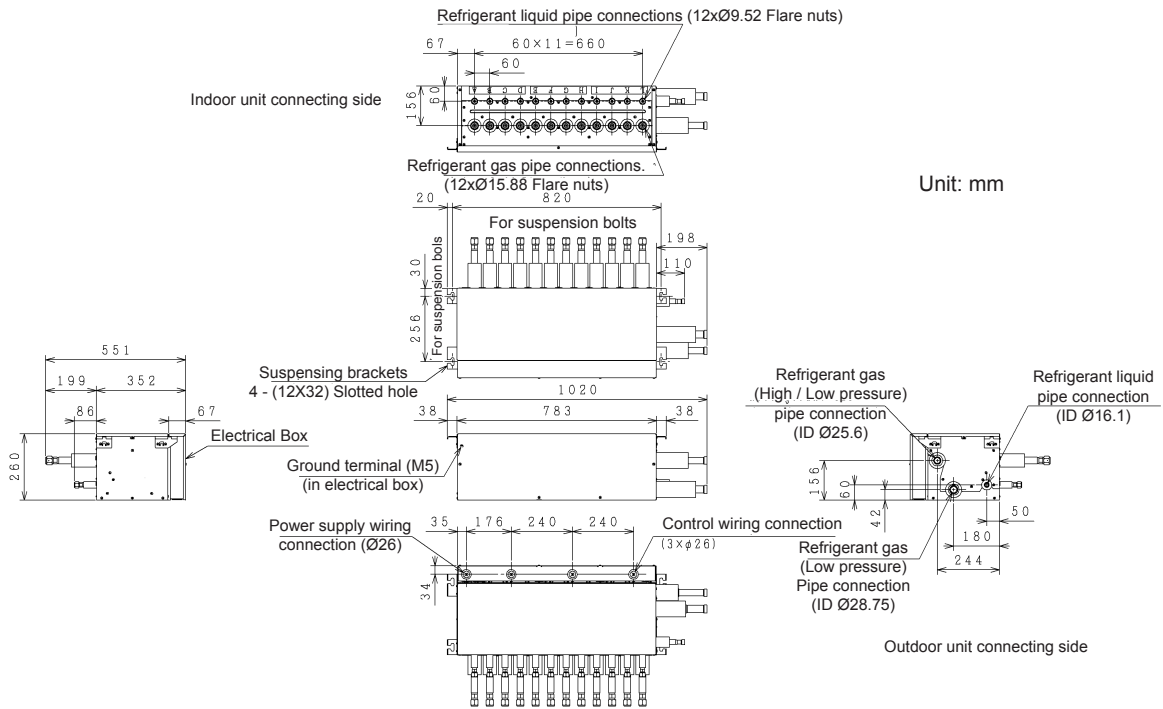 Refrigerant liquid pipe connections (12xØ9.52 Flare nuts)
67
60×11=660
60
Indoor unit connecting side
156
60
A B C D E F G H I J K L
Refrigerant gas pipe connections.
(12xØ15.88 Flare nuts)
Unit: mm
20
820
For suspension bolts
198
110
30
For suspension bols
256
551
199
352
86
67
Suspensing brackets
4 - (12X32) Slotted hole
1020
38
783
38
Electrical Box
260
Ground terminal (M5)
(in electrical box)
Refrigerant gas
(High / Low pressure)
pipe connection
(ID Ø25.6)
Refrigerant liquid
pipe connection
(ID Ø16.1)
156
60
42
50
180
244
Power supply wiring
connection (Ø26)
35
176
240
240
Control wiring connection
(3×φ26)
34
Refrigerant gas
(Low pressure)
Pipe connection
(ID Ø28.75)
Outdoor unit connecting side